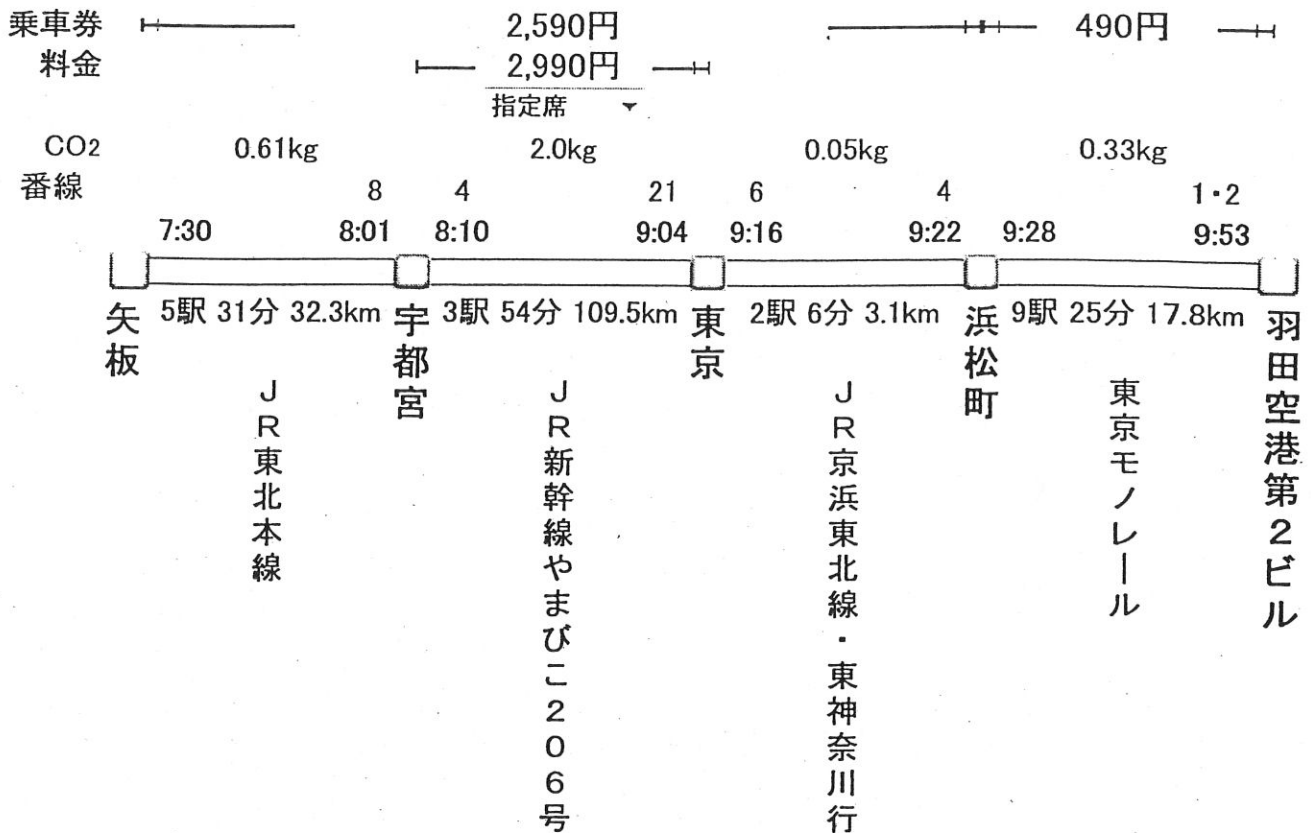 乗車券 2,590円 490円
料金 2,990円
指定席
CO2 0.61kg 2.0kg 0.05kg 0.33kg
番線 8 4 21 6 4 1・2
7:30 8:01 8:10 9:04 9:16 9:22 9:28 9:53
5駅 31分 32.3km 3駅 54分 109.5km 2駅 6分 3.1km 9駅 25分 17.8km
矢板
JR東北本線
宇都宮
JR新幹線やまびこ206号
東京
JR京浜東北線・東神奈川行
浜松町
東京モノレール
羽田空港第2ビル